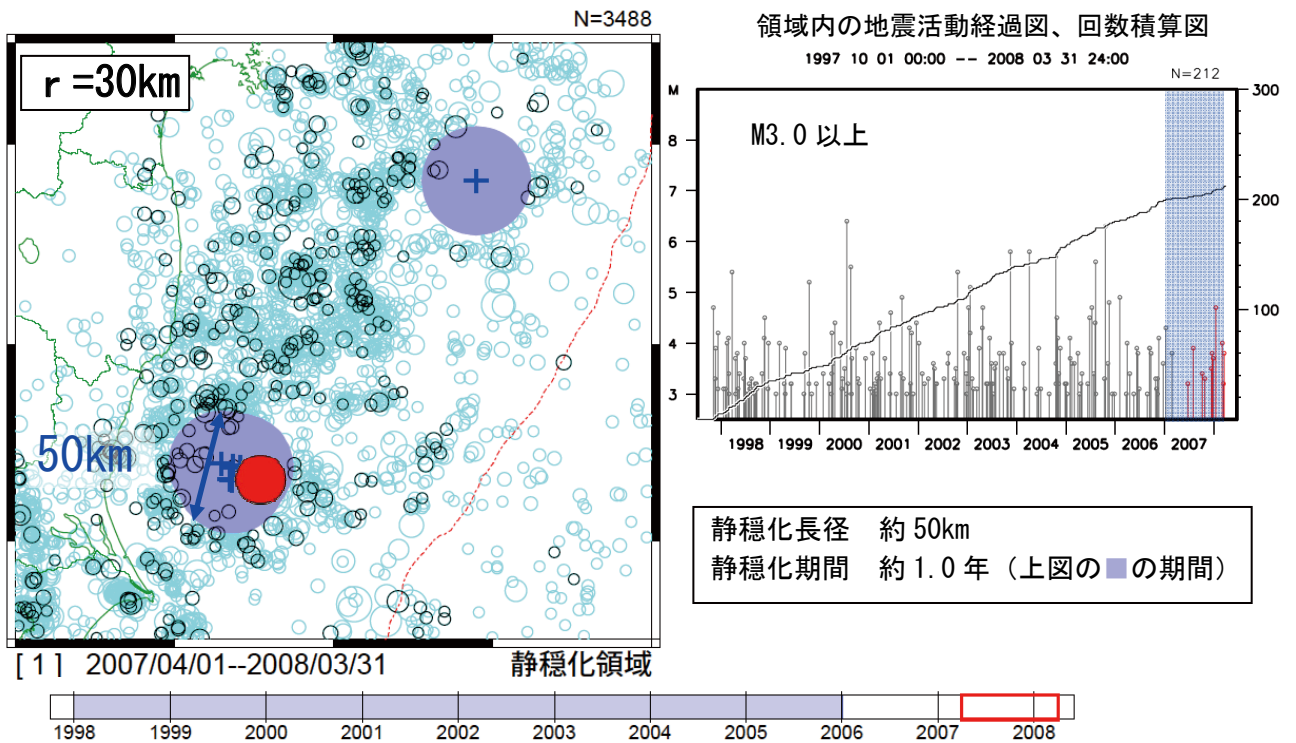 N=3488
r=30km
50km
[1] 2007/04/01--2008/03/31 静穏化領域
領域内の地震活動経過図、回数積算図
1997 10 01 00:00 -- 2008 03 31 24:00
N=212
M
M3.0 以上
8
7
6
5
4
3
300
200
100
1998 1999 2000 2001 2002 2003 2004 2005 2006 2007
静穏化長径 約 50km
静穏化期間 約 1.0 年（上図の■の期間）
1998 1999 2000 2001 2002 2003 2004 2005 2006 2007 2008